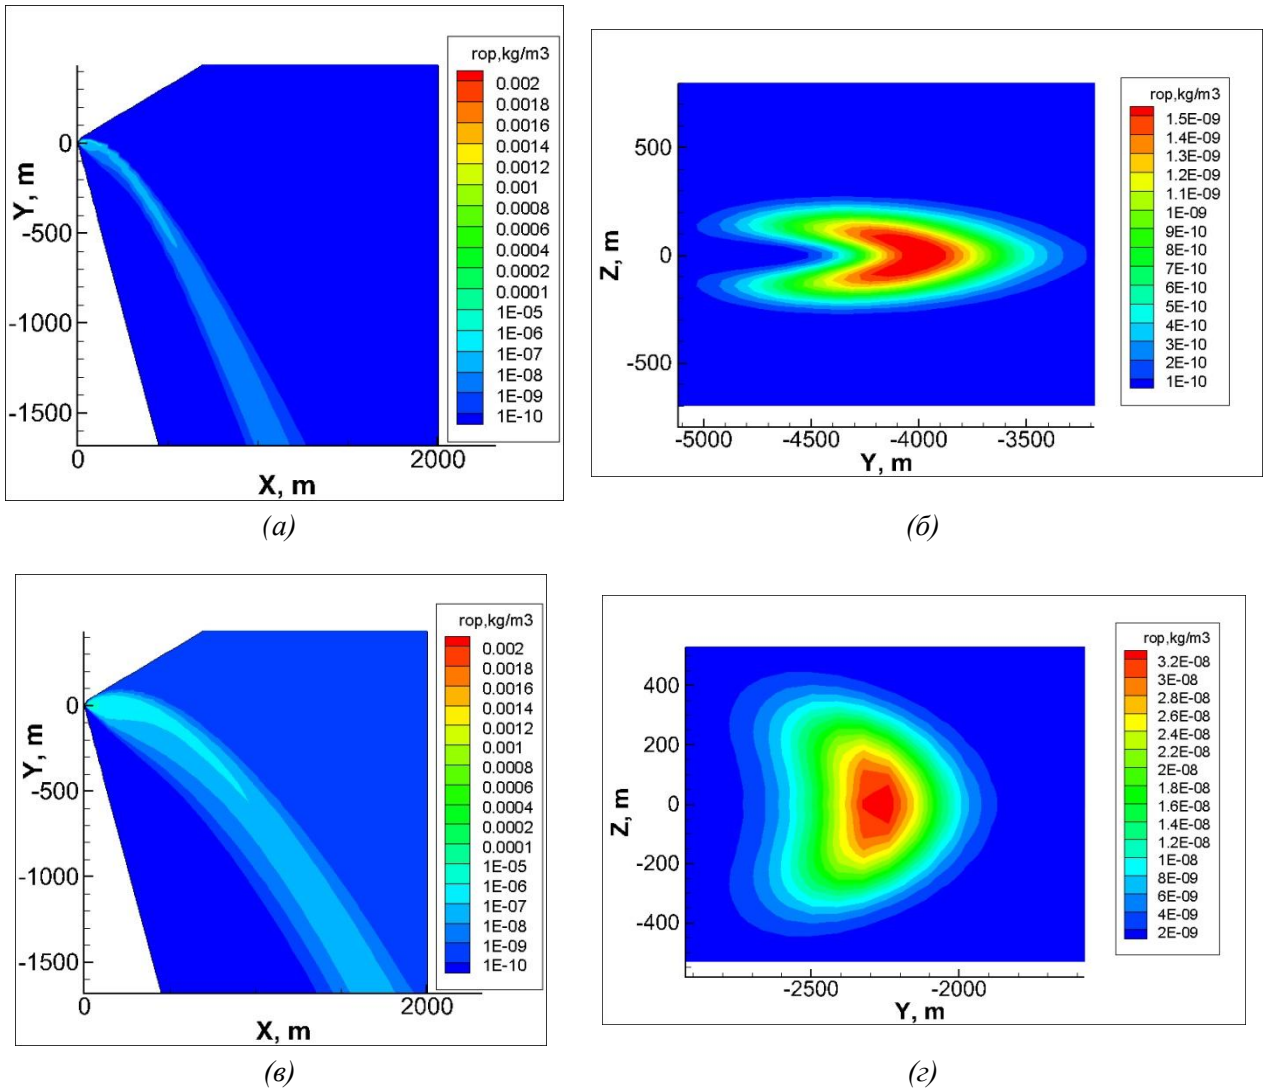 rop,kg/m3
0.002
0.0018
0.0016
0.0014
0.0012
0.001
0.0008
0.0006
0.0004
0.0002
0.0001
1E-05
1E-06
1E-07
1E-08
1E-09
1E-10
Y, m
0
-500
-1000
-1500
0 2000
X, m
(а)
rop,kg/m3
1.5E-09
1.4E-09
1.3E-09
1.2E-09
1.1E-09
1E-09
9E-10
8E-10
7E-10
6E-10
5E-10
4E-10
3E-10
2E-10
1E-10
Z, m
500
0
-500
-5000 -4500 -4000 -3500
Y, m
(б)
rop,kg/m3
0.002
0.0018
0.0016
0.0014
0.0012
0.001
0.0008
0.0006
0.0004
0.0002
0.0001
1E-05
1E-06
1E-07
1E-08
1E-09
1E-10
Y, m
0
-500
-1000
-1500
0 2000
X, m
(в)
rop,kg/m3
3.2E-08
3E-08
2.8E-08
2.6E-08
2.4E-08
2.2E-08
2E-08
1.8E-08
1.6E-08
1.4E-08
1.2E-08
1E-08
8E-09
6E-09
4E-09
2E-09
Z, m
400
200
0
-200
-400
-2500 -2000
Y, m
(г)